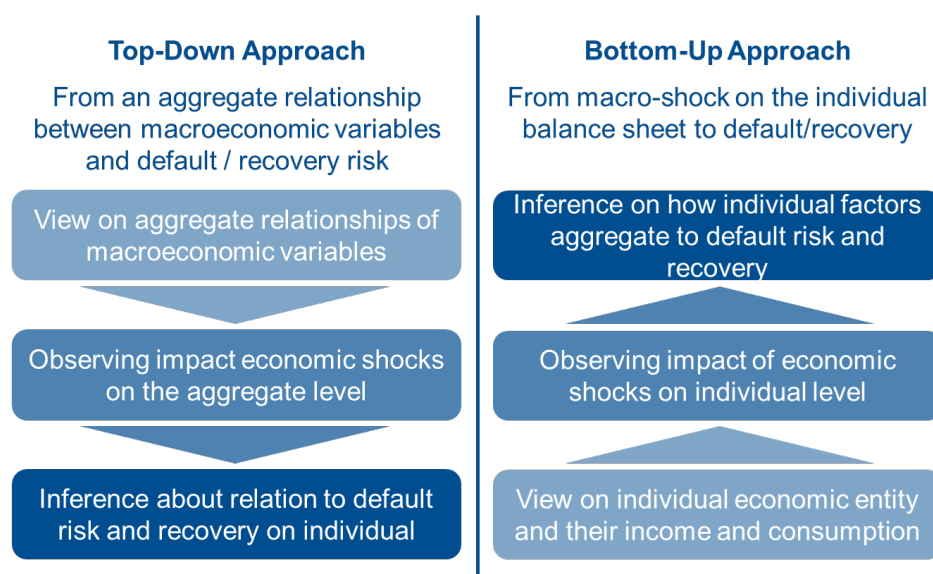 Top-Down Approach
From an aggregate relationship
between macroeconomic variables
and default / recovery risk
View on aggregate relationships of
macroeconomic variables
Observing impact economic shocks
on the aggregate level
Inference about relation to default
risk and recovery on individual
Bottom-Up Approach
From macro-shock on the individual
balance sheet to default/recovery
Inference on how individual factors
aggregate to default risk and
recovery
Observing impact of economic
shocks on individual level
View on individual economic entity
and their income and consumption